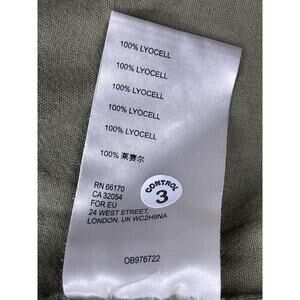 100% LYOCELL
100% LYOCELL
100% LYOCELL
100% LYOCELL
100% LYOCELL
100% 莱赛尔
RN 66170
CA 32054
FOR EU
24 WEST STREET,
LONDON, UK WC2H9NA
CONTROL
3
OB976722